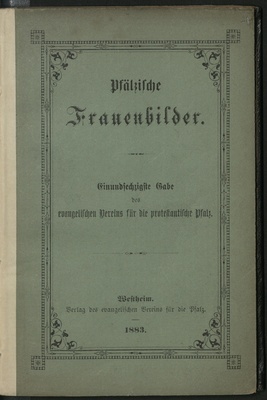 Pfälzische
Frauenbilder.
Einundsechzigste Gabe
des
evangelischen Vereins für die protestantische Pfalz.
Westheim.
Verlag des evangelischen Vereins für die Pfalz.
1883.